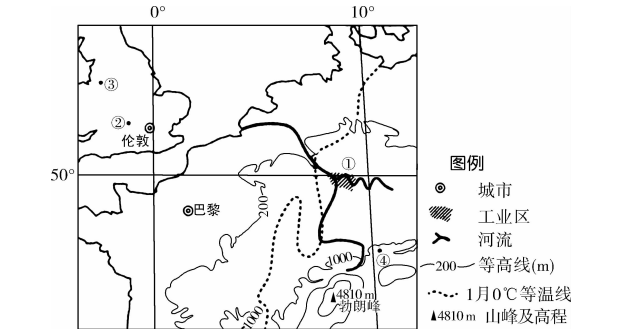 0° 10°
③
②
伦敦
①
50°
巴黎
200
1000
④
4810 m
勃朗峰
1000
图例
城市
工业区
河流
200 等高线(m)
1月0℃等温线
4810 m 山峰及高程